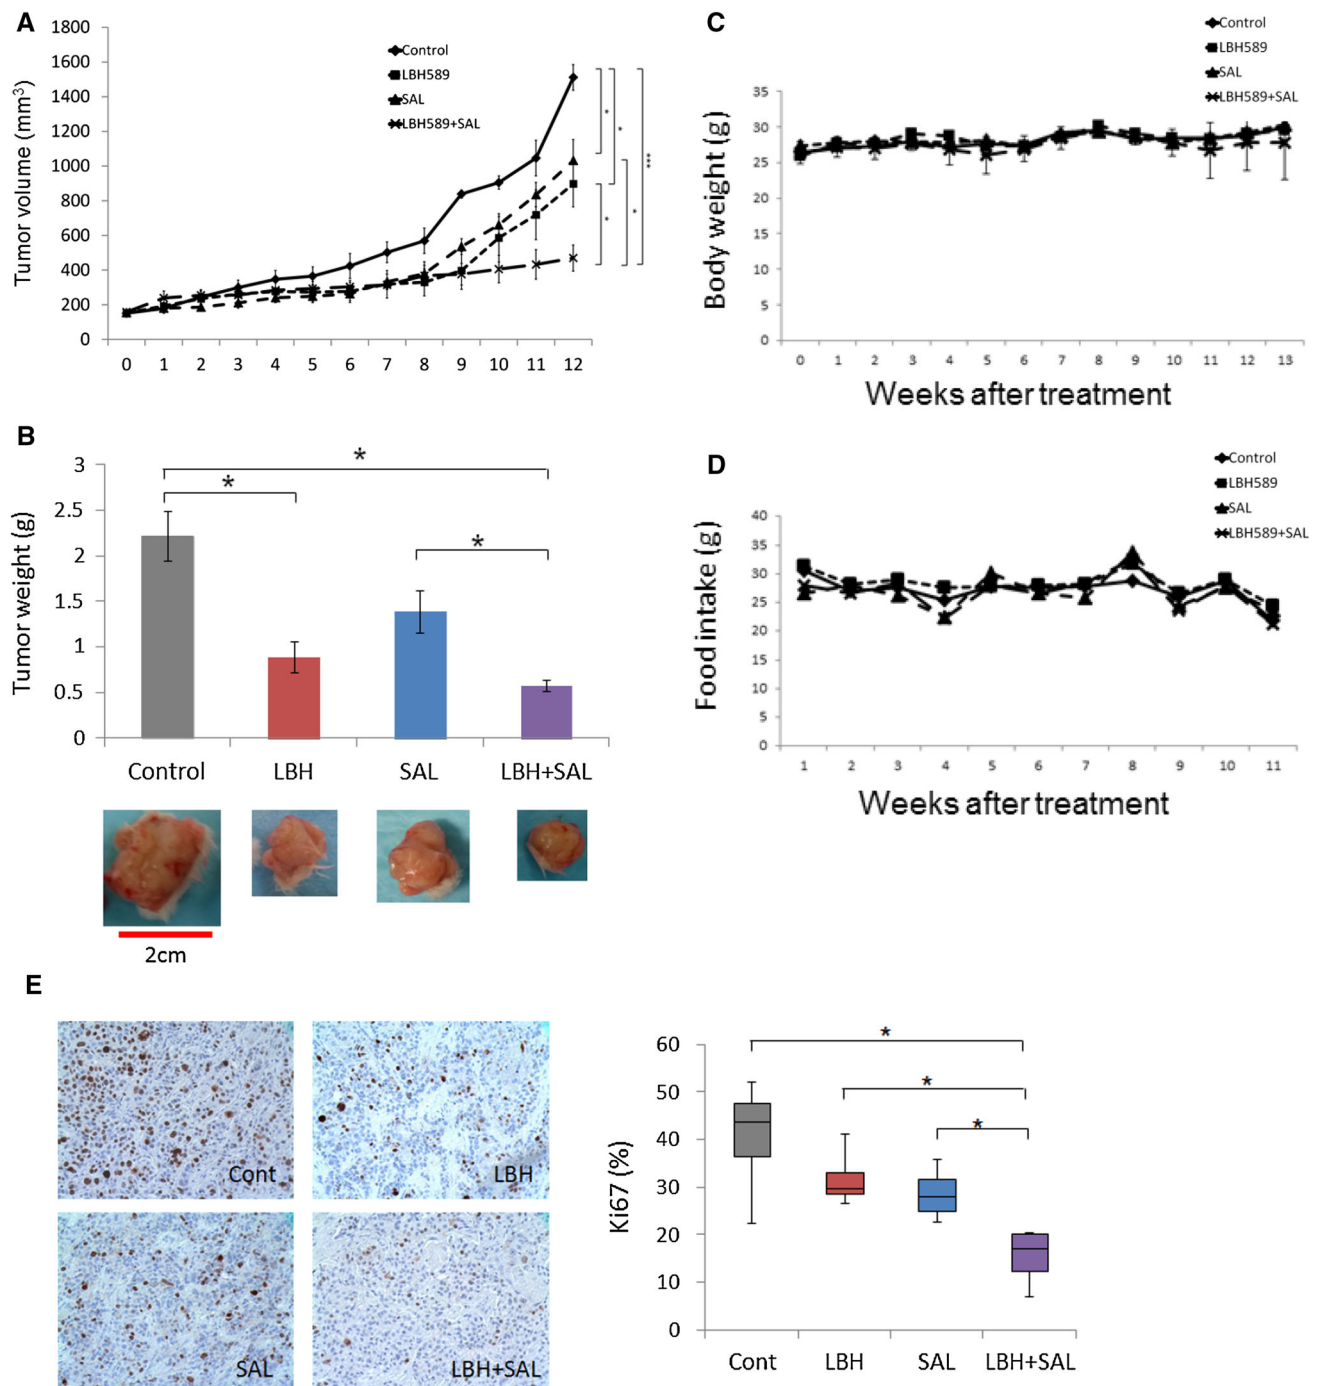 A
Tumor volume (mm³)
1800
1600
1400
1200
1000
800
600
400
200
0
0 1 2 3 4 5 6 7 8 9 10 11 12
Control
LBH589
SAL
LBH589+SAL
*
*
***
*
*
B
Tumor weight (g)
3
2.5
2
1.5
1
0.5
0
*
*
*
Control LBH SAL LBH+SAL
2cm
C
Control
LBH589
SAL
LBH589+SAL
Body weight (g)
35
30
25
20
15
10
5
0
0 1 2 3 4 5 6 7 8 9 10 11 12 13
Weeks after treatment
D
Control
LBH589
SAL
LBH589+SAL
Food intake (g)
40
35
30
25
20
15
10
5
0
1 2 3 4 5 6 7 8 9 10 11
Weeks after treatment
E
Cont
LBH
SAL
LBH+SAL
Ki67 (%)
60
50
40
30
20
10
0
*
*
*
Cont LBH SAL LBH+SAL